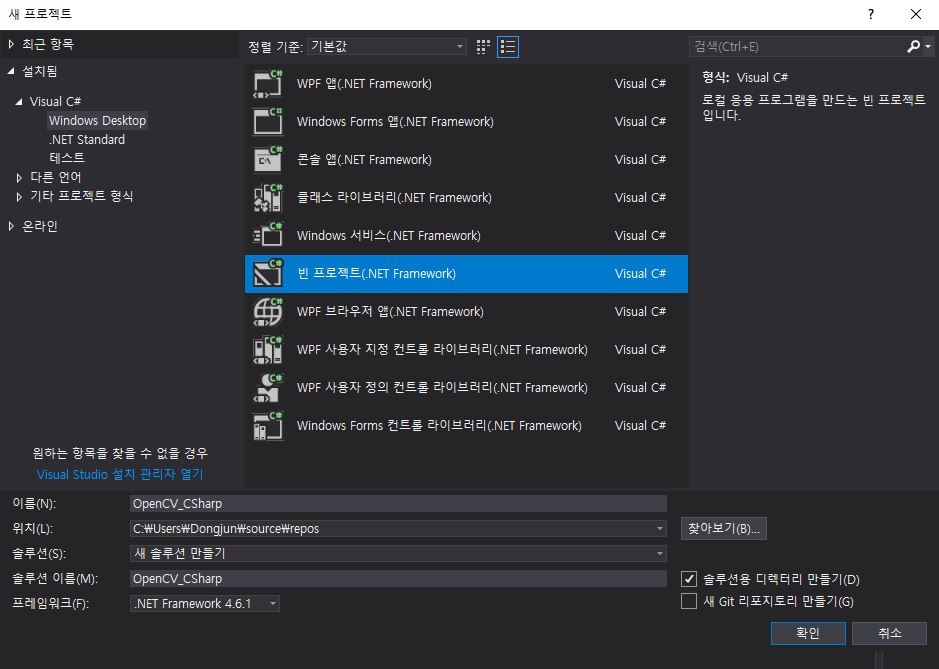 새 프로젝트
?
최근 항목
설치됨
Visual C#
Windows Desktop
.NET Standard
테스트
다른 언어
기타 프로젝트 형식
온라인
원하는 항목을 찾을 수 없을 경우
Visual Studio 설치 관리자 열기
정렬 기준: 기본값
WPF 앱(.NET Framework) Visual C#
Windows Forms 앱(.NET Framework) Visual C#
콘솔 앱(.NET Framework) Visual C#
클래스 라이브러리(.NET Framework) Visual C#
Windows 서비스(.NET Framework) Visual C#
빈 프로젝트(.NET Framework) Visual C#
WPF 브라우저 앱(.NET Framework) Visual C#
WPF 사용자 지정 컨트롤 라이브러리(.NET Framework) Visual C#
WPF 사용자 정의 컨트롤 라이브러리(.NET Framework) Visual C#
Windows Forms 컨트롤 라이브러리(.NET Framework) Visual C#
검색(Ctrl+E)
형식: Visual C#
로컬 응용 프로그램을 만드는 빈 프로젝트
입니다.
이름(N): OpenCV_CSharp
위치(L): C:₩Users₩Dongjun₩source₩repos 찾아보기(B)...
솔루션(S): 새 솔루션 만들기
솔루션 이름(M): OpenCV_CSharp 솔루션용 디렉터리 만들기(D)
프레임워크(F): .NET Framework 4.6.1 새 Git 리포지토리 만들기(G)
확인 취소